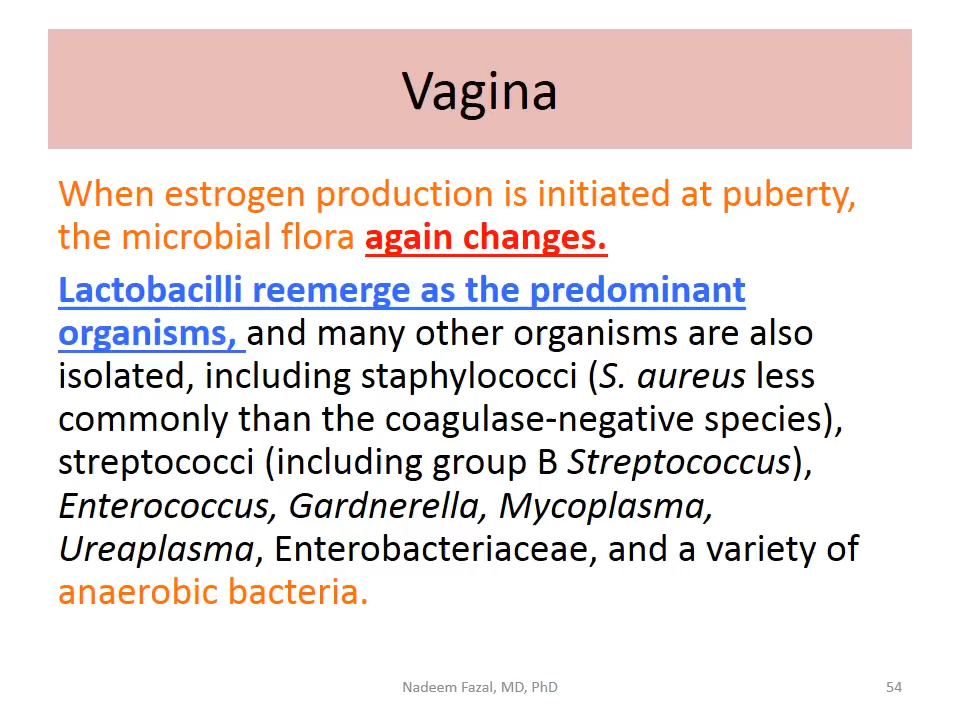 Vagina
When estrogen production is initiated at puberty,
the microbial flora again changes.
Lactobacilli reemerge as the predominant
organisms, and many other organisms are also
isolated, including staphylococci (S. aureus less
commonly than the coagulase-negative species),
streptococci (including group B Streptococcus),
Enterococcus, Gardnerella, Mycoplasma,
Ureaplasma, Enterobacteriaceae, and a variety of
anaerobic bacteria.
Nadeem Fazal, MD, PhD
54